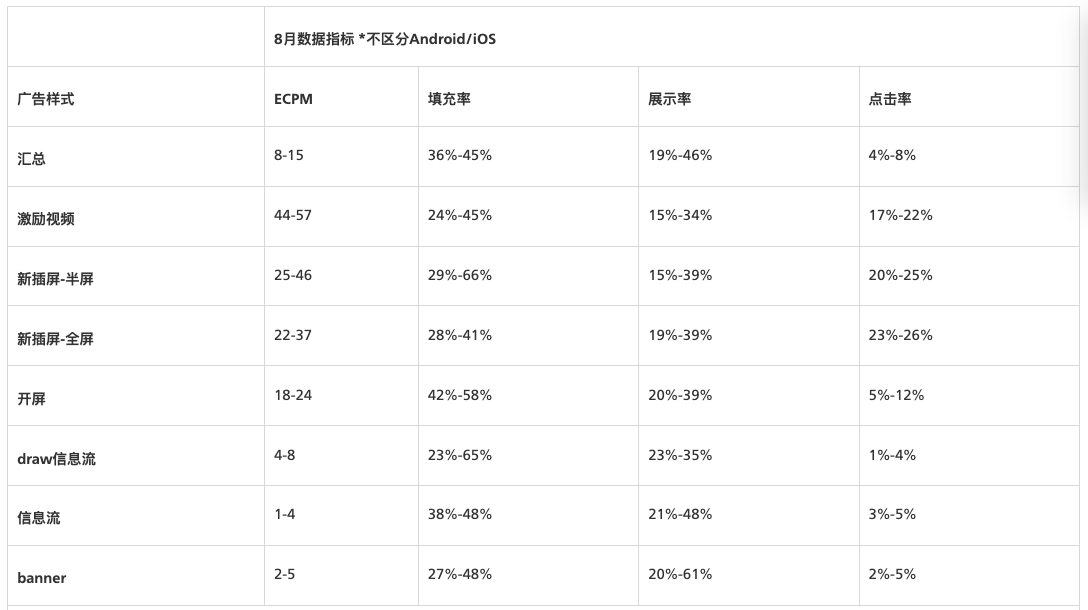 8月数据指标 *不区分Android/iOS
广告样式 ECPM 填充率 展示率 点击率
汇总 8-15 36%-45% 19%-46% 4%-8%
激励视频 44-57 24%-45% 15%-34% 17%-22%
新插屏-半屏 25-46 29%-66% 15%-39% 20%-25%
新插屏-全屏 22-37 28%-41% 19%-39% 23%-26%
开屏 18-24 42%-58% 20%-39% 5%-12%
draw信息流 4-8 23%-65% 23%-35% 1%-4%
信息流 1-4 38%-48% 21%-48% 3%-5%
banner 2-5 27%-48% 20%-61% 2%-5%